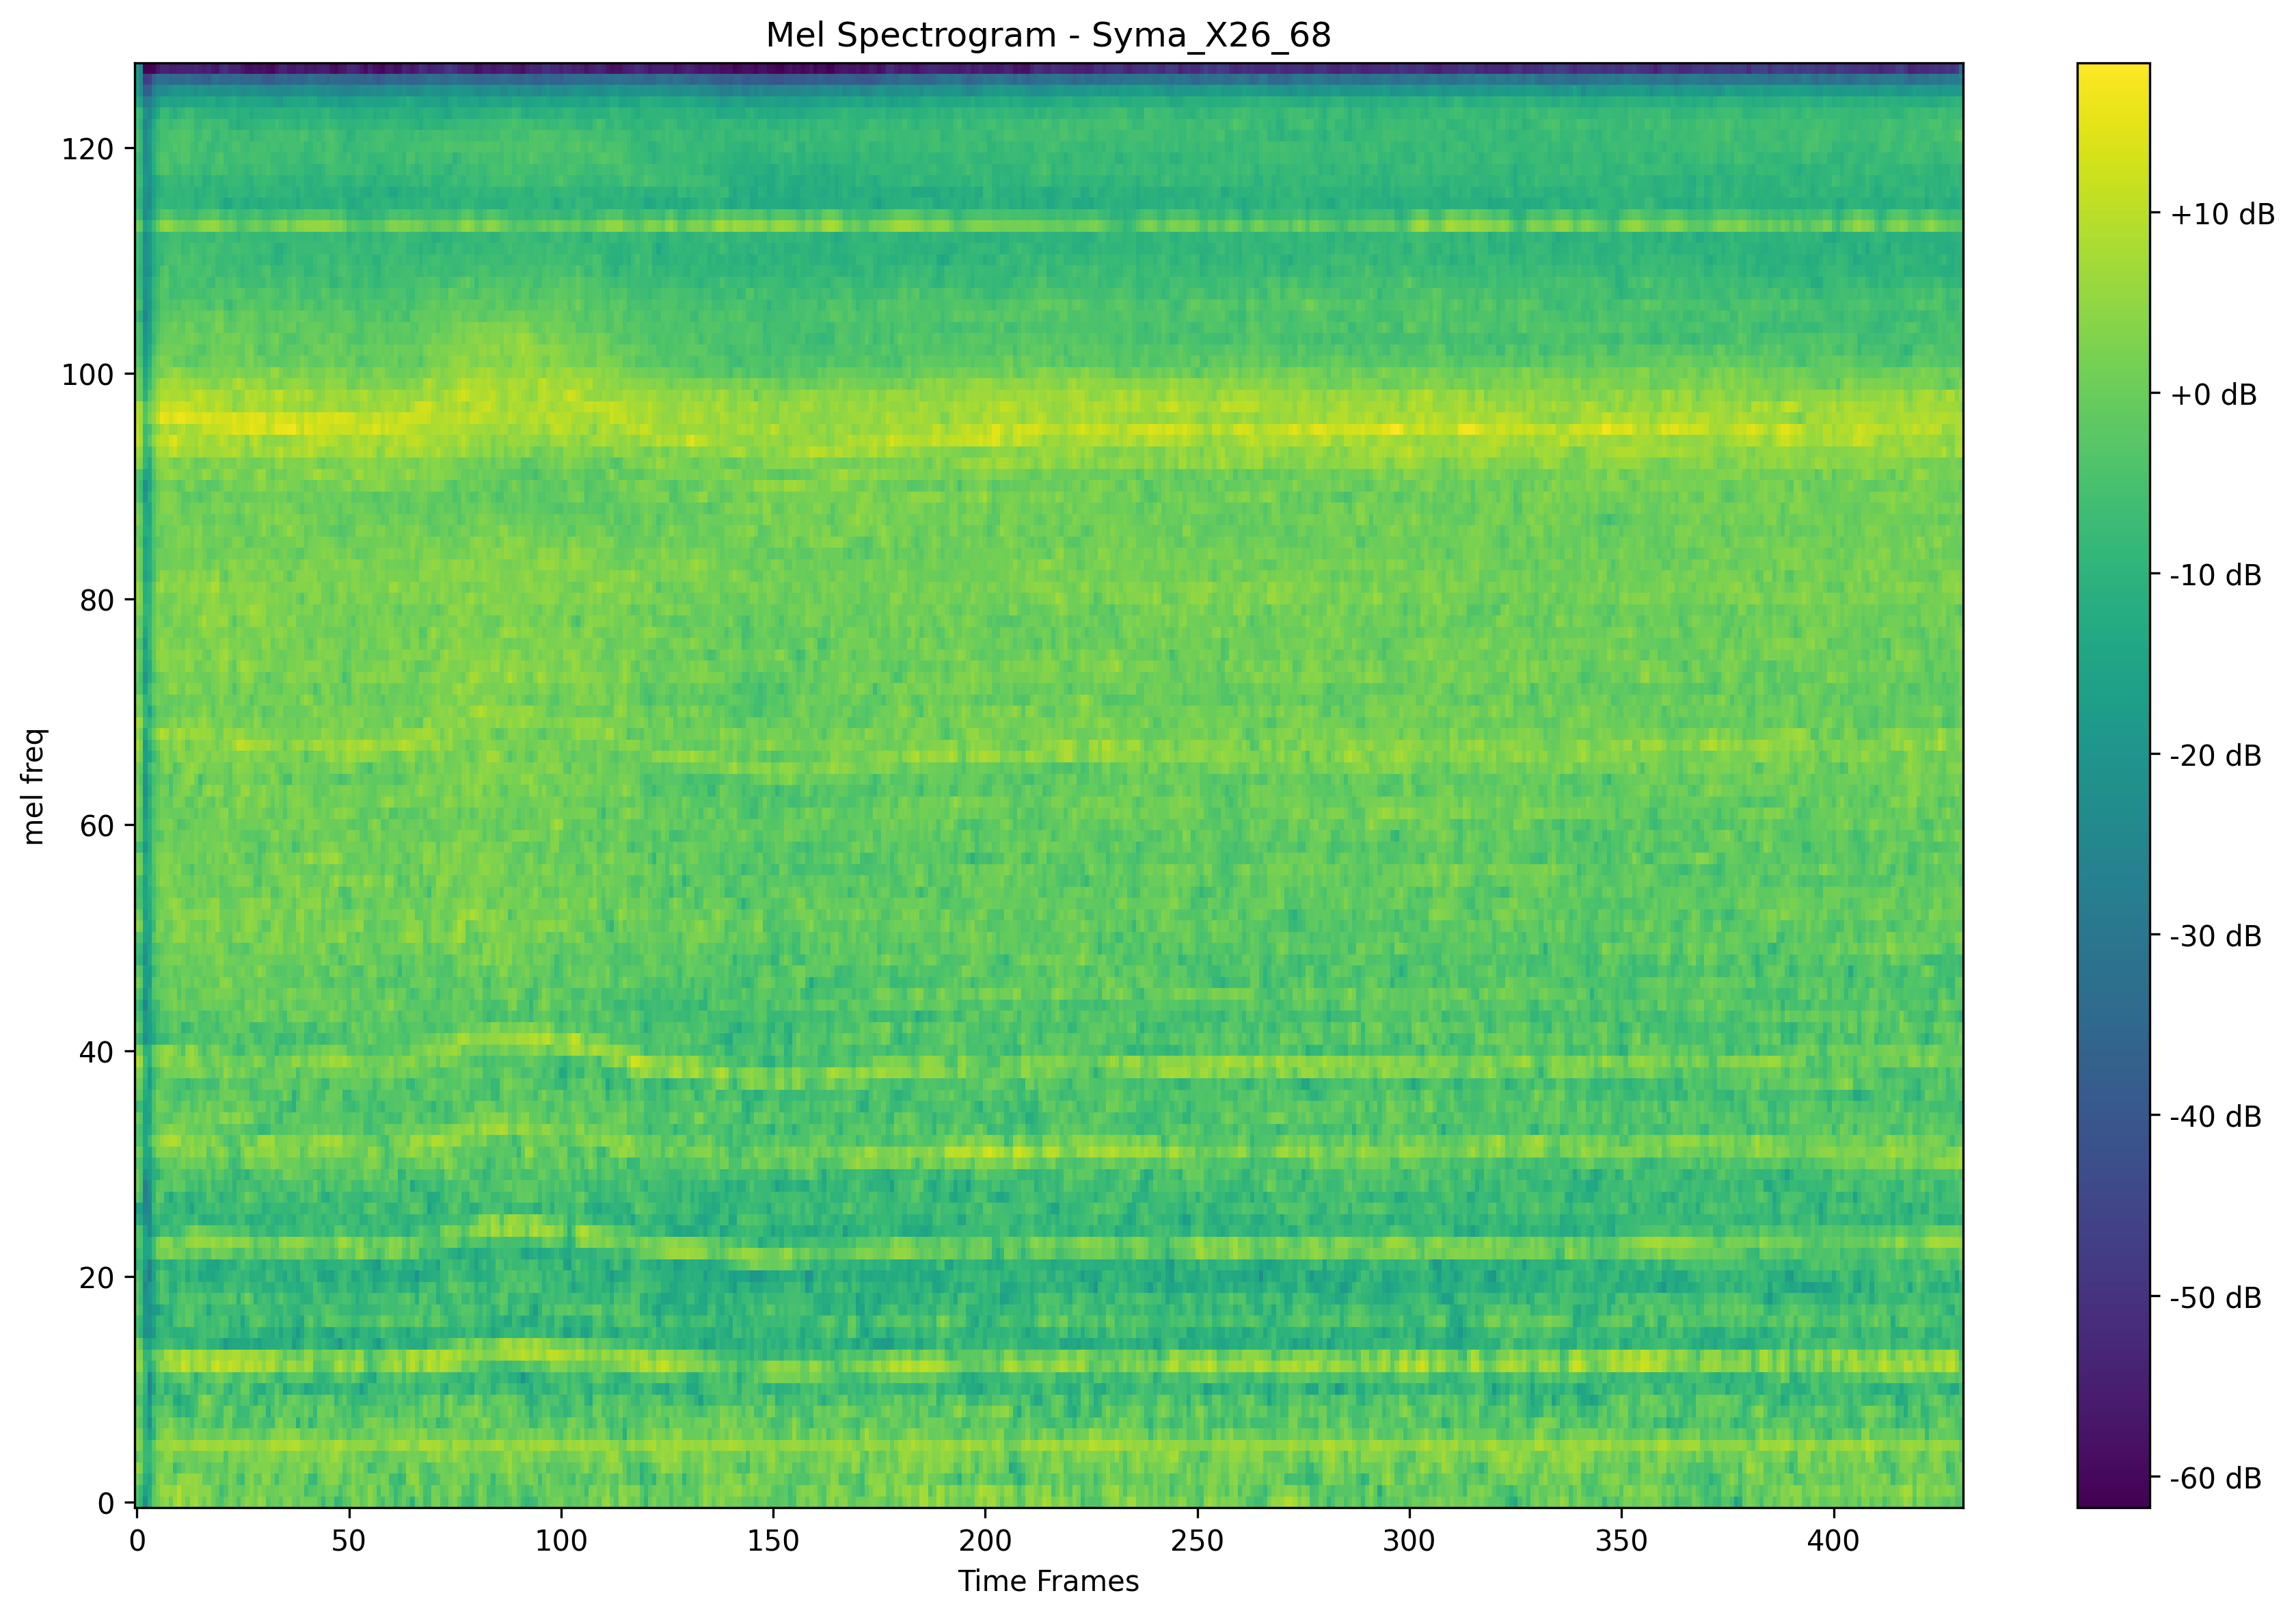 Mel Spectrogram - Syma_X26_68
120
100
80
60
40
20
0
mel freq
0 50 100 150 200 250 300 350 400
Time Frames
+10 dB
+0 dB
-10 dB
-20 dB
-30 dB
-40 dB
-50 dB
-60 dB